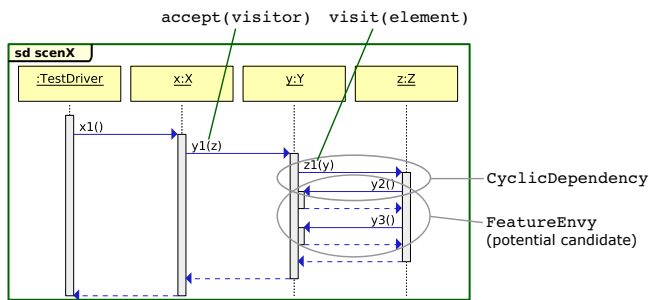 accept(visitor) visit(element)
sd scenX
:TestDriver x:X y:Y z:Z
x1()
y1(z)
z1(y)
y2()
CyclicDependency
y3()
FeatureEnvy
(potential candidate)